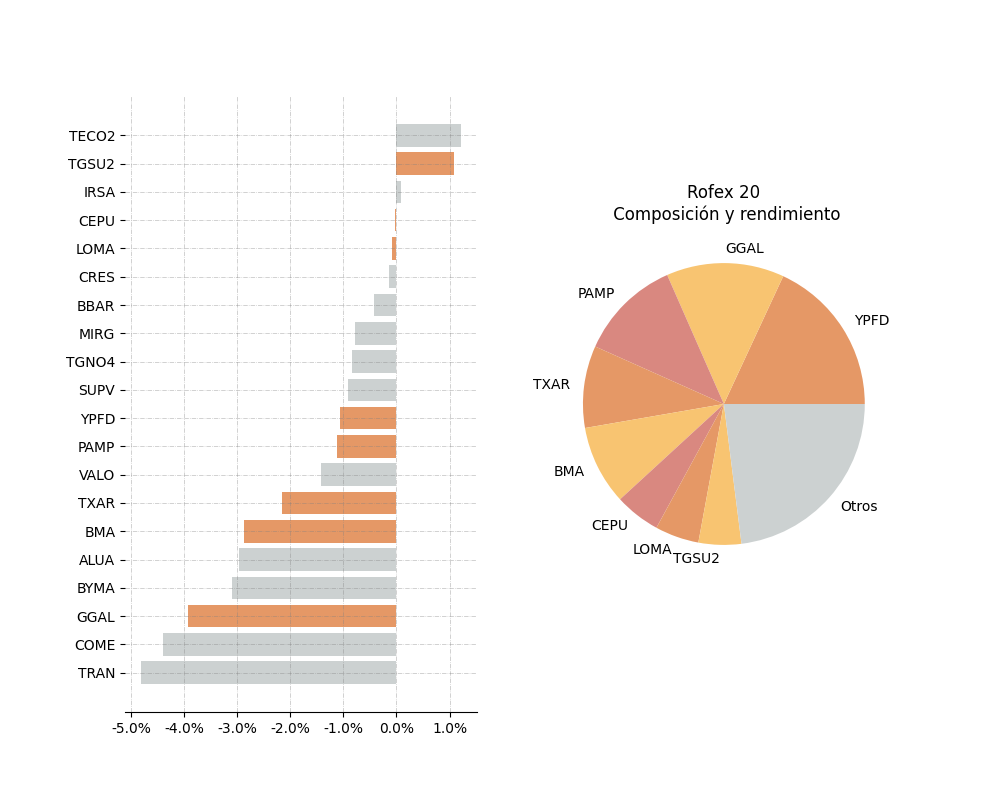 TECO2
TGSU2
IRSA
CEPU
LOMA
CRES
BBAR
MIRG
TGNO4
SUPV
YPFD
PAMP
VALO
TXAR
BMA
ALUA
BYMA
GGAL
COME
TRAN
-5.0% -4.0% -3.0% -2.0% -1.0% 0.0% 1.0%
Rofex 20
Composición y rendimiento
GGAL
PAMP
YPFD
TXAR
BMA
Otros
CEPU
LOMA
TGSU2